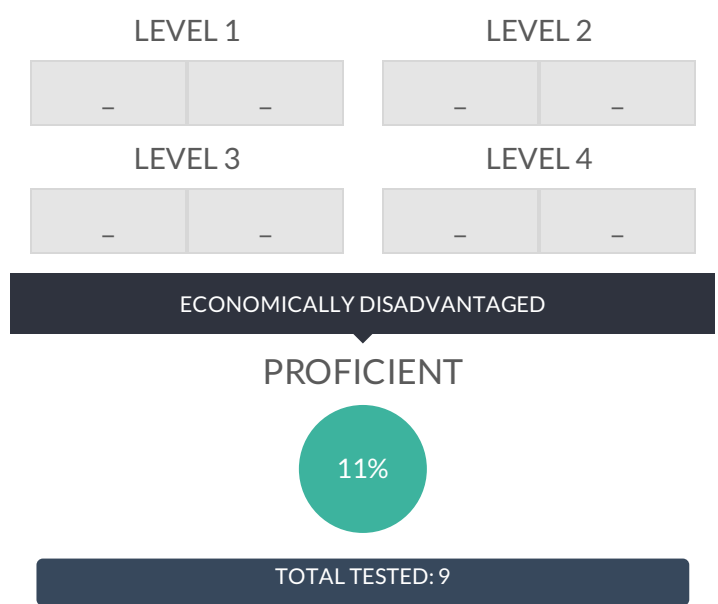 LEVEL 1 LEVEL 2
– – – –
LEVEL 3 LEVEL 4
– – – –
ECONOMICALLY DISADVANTAGED
PROFICIENT
11%
TOTAL TESTED: 9